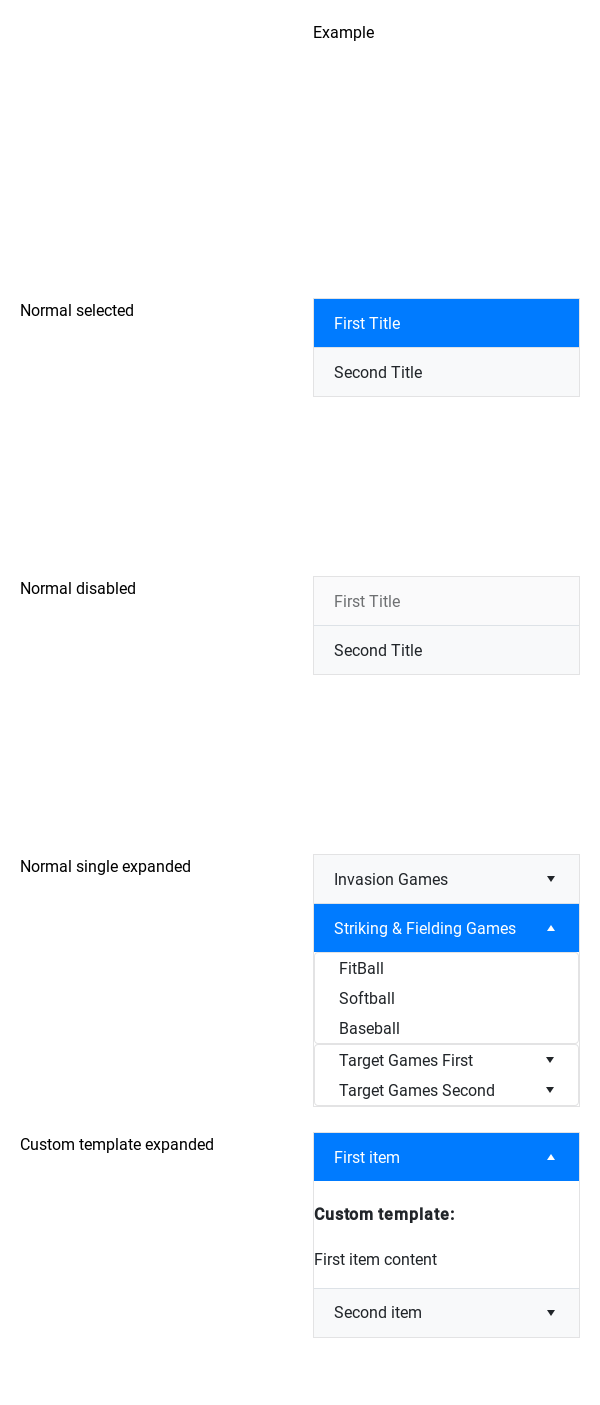 Example
Normal selected
First Title
Second Title
Normal disabled
First Title
Second Title
Normal single expanded
Invasion Games
Striking & Fielding Games
FitBall
Softball
Baseball
Target Games First
Target Games Second
Custom template expanded
First item
Custom template:
First item content
Second item